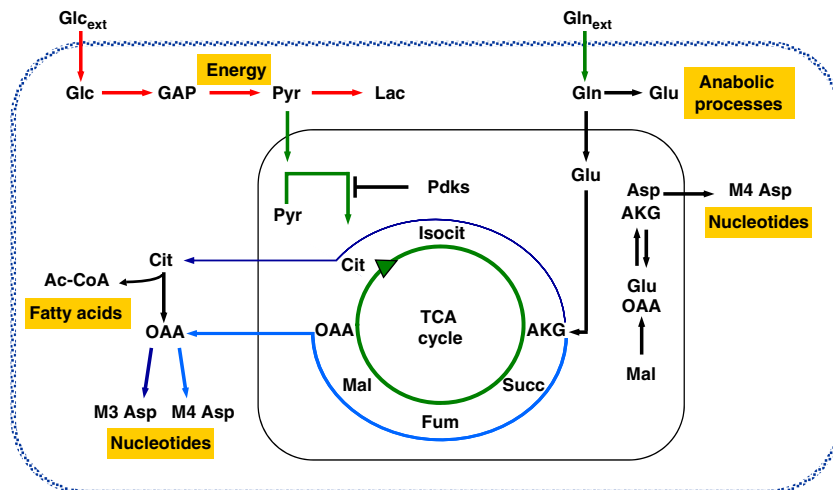 Glcext
Glnext
Energy
Glc
GAP
Pyr
Lac
Gln
Glu
Anabolic
processes
Glu
Pyr
Pdks
Asp
AKG
M4 Asp
Nucleotides
Isocit
Cit
Cit
Ac-CoA
Fatty acids
Glu
OAA
OAA
OAA
TCA
cycle
AKG
Mal
Mal
Succ
Fum
M3 Asp
M4 Asp
Nucleotides